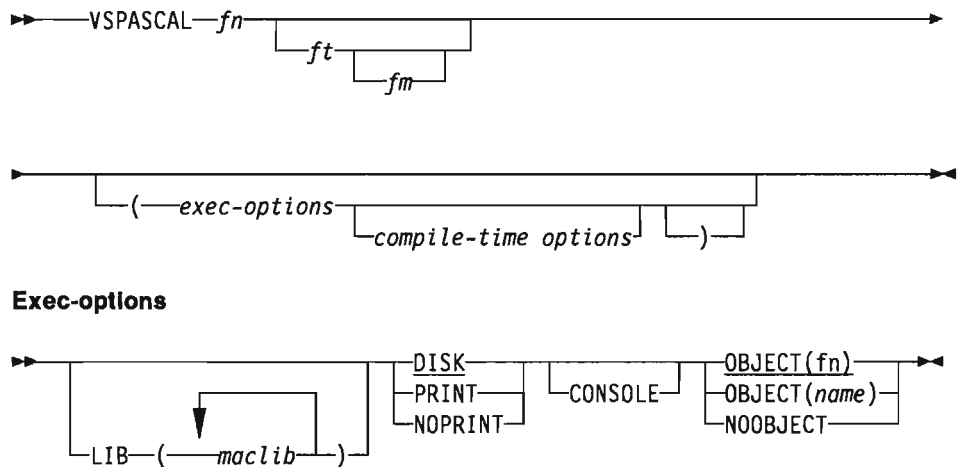 VSPASCAL fn
ft
fm
( exec-options
compile-time options )
Exec-options
DISK OBJECT(fn)
PRINT CONSOLE OBJECT(name)
NOPRINT NOOBJECT
LIB ( maclib )